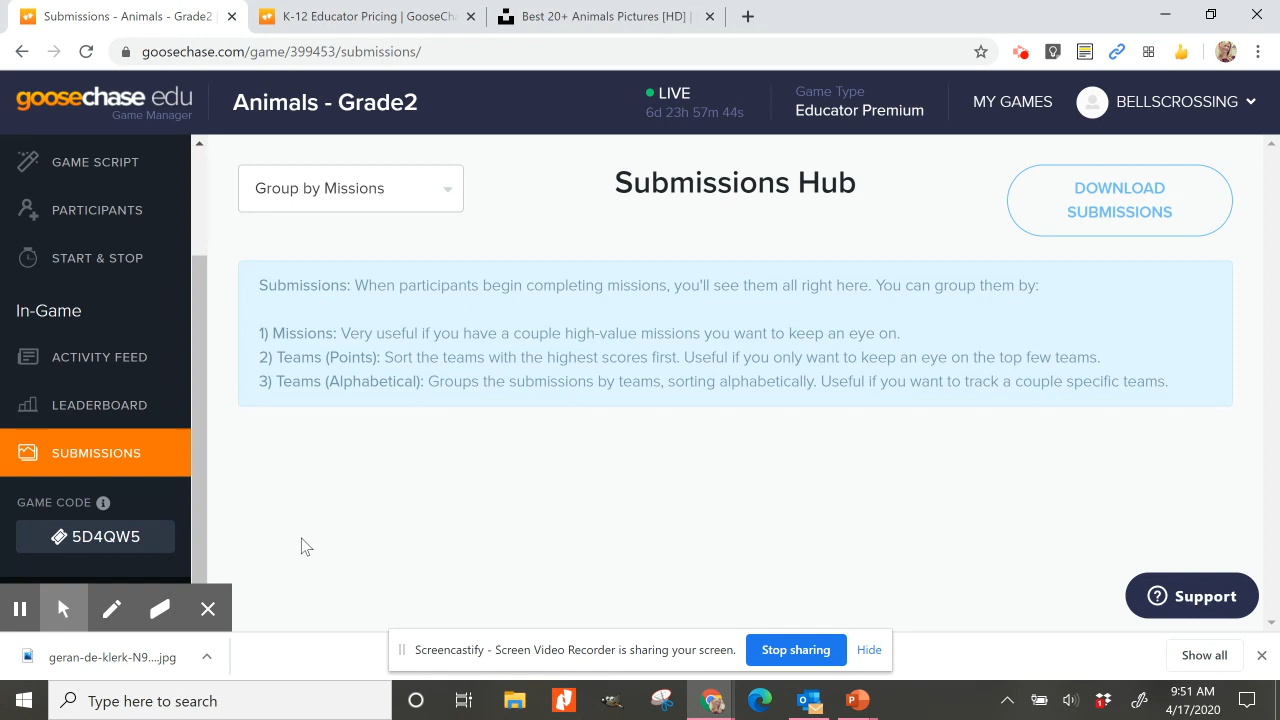 Submissions - Animals - Grade2
K-12 Educator Pricing | GooseCha
Best 20+ Animals Pictures [HD] |
goosechase.com/game/399453/submissions/
goosechase edu
Game Manager
Animals - Grade2
LIVE
6d 23h 57m 44s
Game Type
Educator Premium
MY GAMES
BELLSCROSSING
GAME SCRIPT
PARTICIPANTS
START & STOP
In-Game
ACTIVITY FEED
LEADERBOARD
SUBMISSIONS
GAME CODE
5D4QW5
Group by Missions
Submissions Hub
DOWNLOAD
SUBMISSIONS
Submissions: When participants begin completing missions, you'll see them all right here. You can group them by:
1) Missions: Very useful if you have a couple high-value missions you want to keep an eye on.
2) Teams (Points): Sort the teams with the highest scores first. Useful if you only want to keep an eye on the top few teams.
3) Teams (Alphabetical): Groups the submissions by teams, sorting alphabetically. Useful if you want to track a couple specific teams.
Support
Screencastify - Screen Video Recorder is sharing your screen.
Stop sharing
Hide
geran-de-klerk-N9....jpg
Show all
Type here to search
1
9:51 AM
4/17/2020